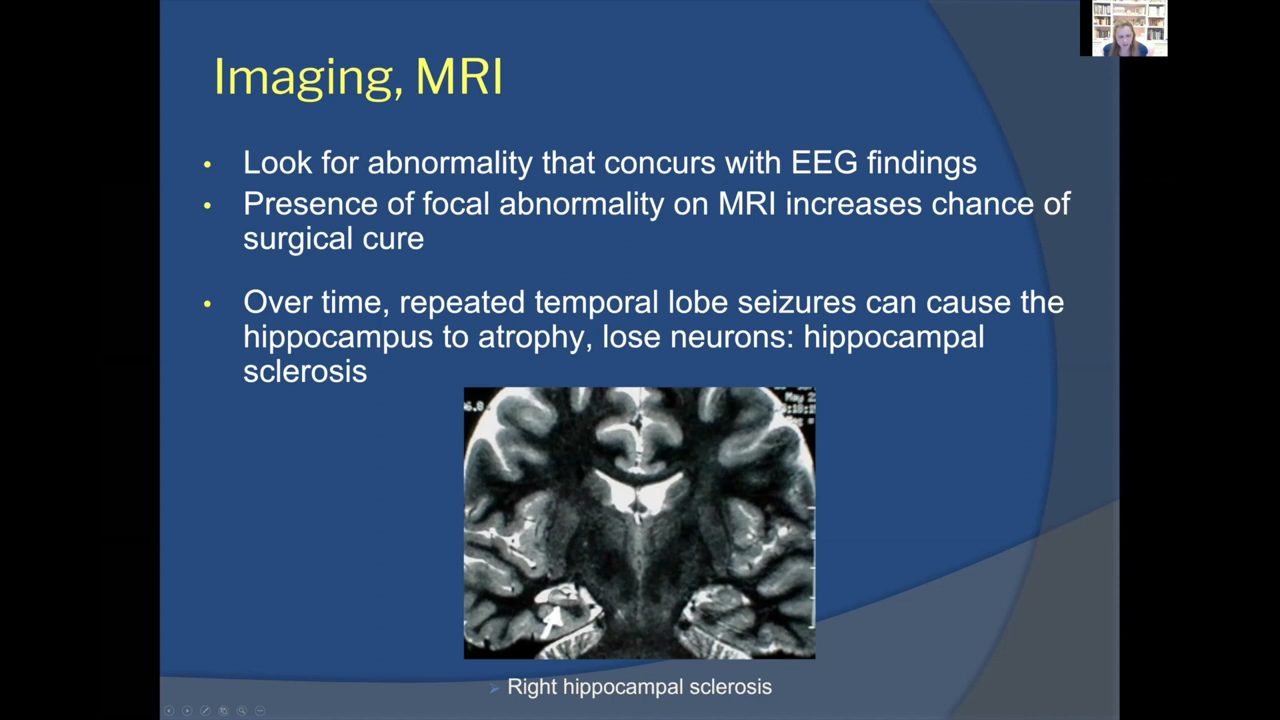 Imaging, MRI
• Look for abnormality that concurs with EEG findings
• Presence of focal abnormality on MRI increases chance of
surgical cure
• Over time, repeated temporal lobe seizures can cause the
hippocampus to atrophy, lose neurons: hippocampal
sclerosis
May 2
Right hippocampal sclerosis